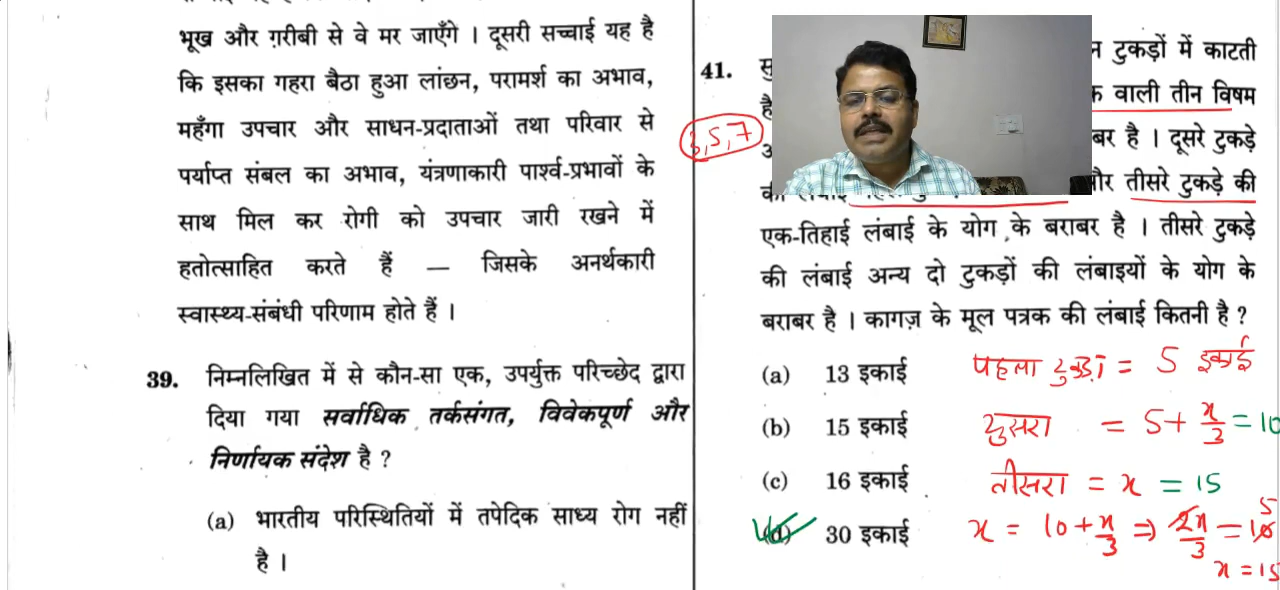 भूख और ग़रीबी से वे मर जाएँगे । दूसरी सच्चाई यह है
कि इसका गहरा बैठा हुआ लांछन, परामर्श का अभाव,
महँगा उपचार और साधन-प्रदाताओं तथा परिवार से
पर्याप्त संबल का अभाव, यंत्रणाकारी पार्श्व-प्रभावों के
साथ मिल कर रोगी को उपचार जारी रखने में
हतोत्साहित करते हैं — जिसके अनर्थकारी
स्वास्थ्य-संबंधी परिणाम होते हैं ।
39. निम्नलिखित में से कौन-सा एक, उपर्युक्त परिच्छेद द्वारा
दिया गया सर्वाधिक तर्कसंगत, विवेकपूर्ण और
निर्णायक संदेश है ?
(a) भारतीय परिस्थितियों में तपेदिक साध्य रोग नहीं
है ।
41. टुकड़ों में काटती
वाली तीन विषम
3, 5, 7
बर है । दूसरे टुकड़े
और तीसरे टुकड़े की
एक-तिहाई लंबाई के योग के बराबर है । तीसरे टुकड़े
की लंबाई अन्य दो टुकड़ों की लंबाइयों के योग के
बराबर है । कागज़ के मूल पत्रक की लंबाई कितनी है ?
(a) 13 इकाई
(b) 15 इकाई
(c) 16 इकाई
(d) 30 इकाई
पहला टुकड़ा = 5 इकाई
दुसरा = 5 + x/3 = 10
तीसरा = x = 15
x = 10 + x/3 ⇒ 2x/3 = 10 5
x = 15